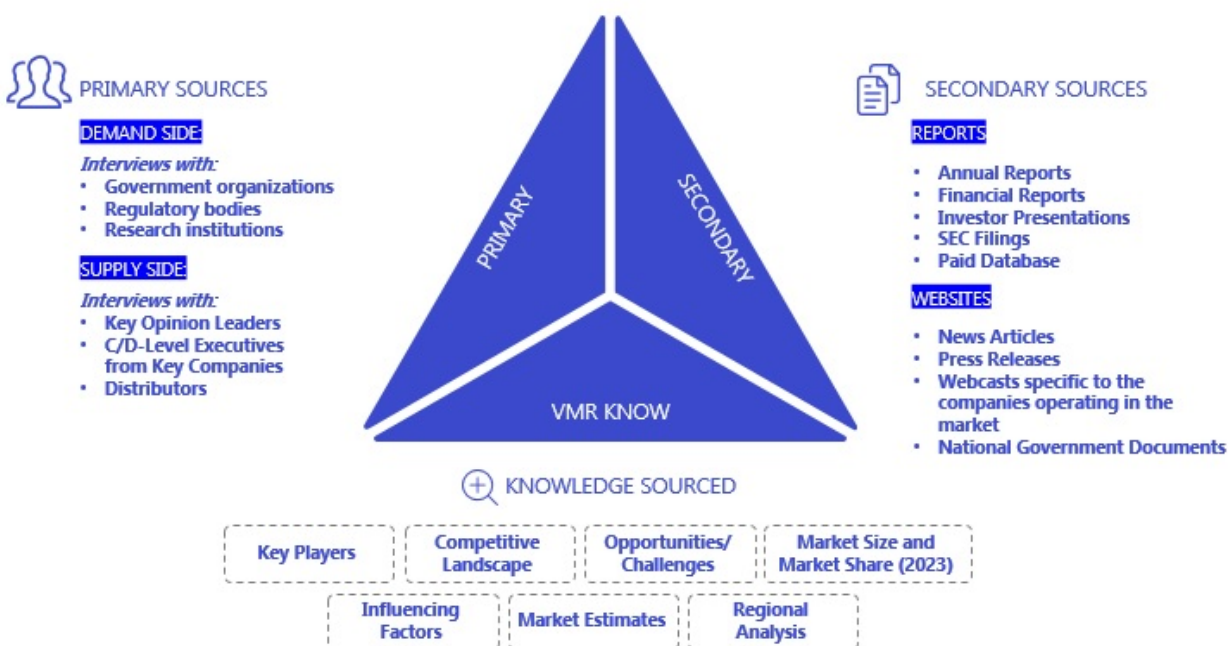 PRIMARY SOURCES
DEMAND SIDE:
Interviews with:
• Government organizations
• Regulatory bodies
• Research institutions
SUPPLY SIDE:
Interviews with:
• Key Opinion Leaders
• C/D-Level Executives
from Key Companies
• Distributors
PRIMARY
SECONDARY
VMR KNOW
SECONDARY SOURCES
REPORTS
• Annual Reports
• Financial Reports
• Investor Presentations
• SEC Filings
• Paid Database
WEBSITES
• News Articles
• Press Releases
• Webcasts specific to the
companies operating in the
market
• National Government Documents
KNOWLEDGE SOURCED
Key Players
Competitive
Landscape
Opportunities/
Challenges
Market Size and
Market Share (2023)
Influencing
Factors
Market Estimates
Regional
Analysis